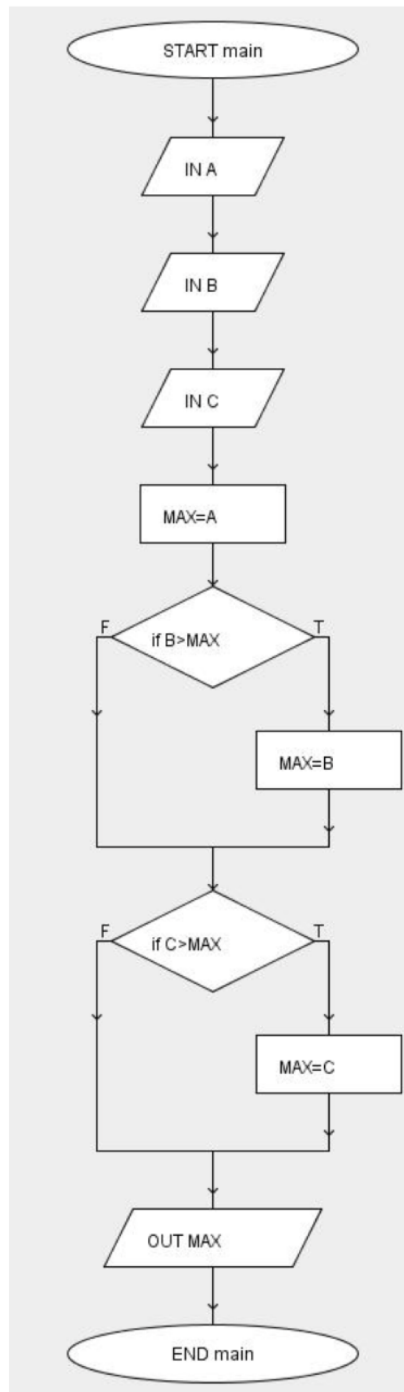 START main
IN A
IN B
IN C
MAX=A
F
if B>MAX
T
MAX=B
F
if C>MAX
T
MAX=C
OUT MAX
END main